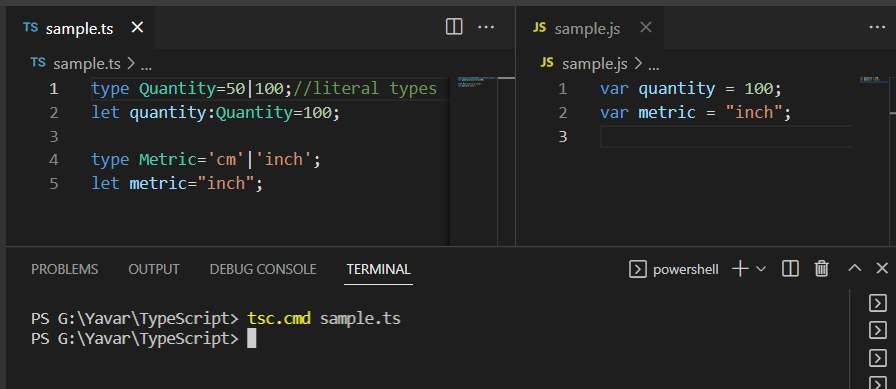 TS sample.ts
TS sample.ts > ...
1 type Quantity=50|100;//literal types
2 let quantity:Quantity=100;
3
4 type Metric='cm'|'inch';
5 let metric="inch";
JS sample.js
JS sample.js > ...
1 var quantity = 100;
2 var metric = "inch";
3
PROBLEMS OUTPUT DEBUG CONSOLE TERMINAL powershell
PS G:\Yavar\TypeScript> tsc.cmd sample.ts
PS G:\Yavar\TypeScript>